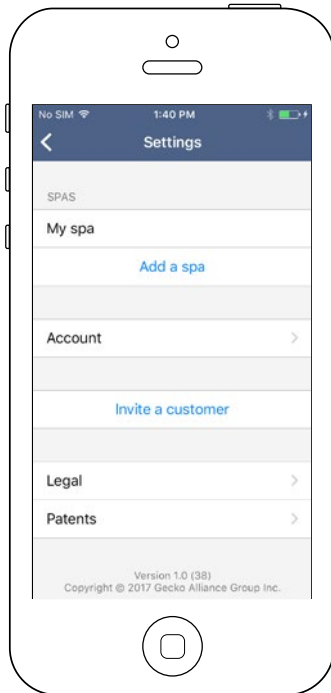 No SIM 1:40 PM
Settings
SPAS
My spa
Add a spa
Account
Invite a customer
Legal
Patents
Version 1.0 (38)
Copyright © 2017 Gecko Alliance Group Inc.